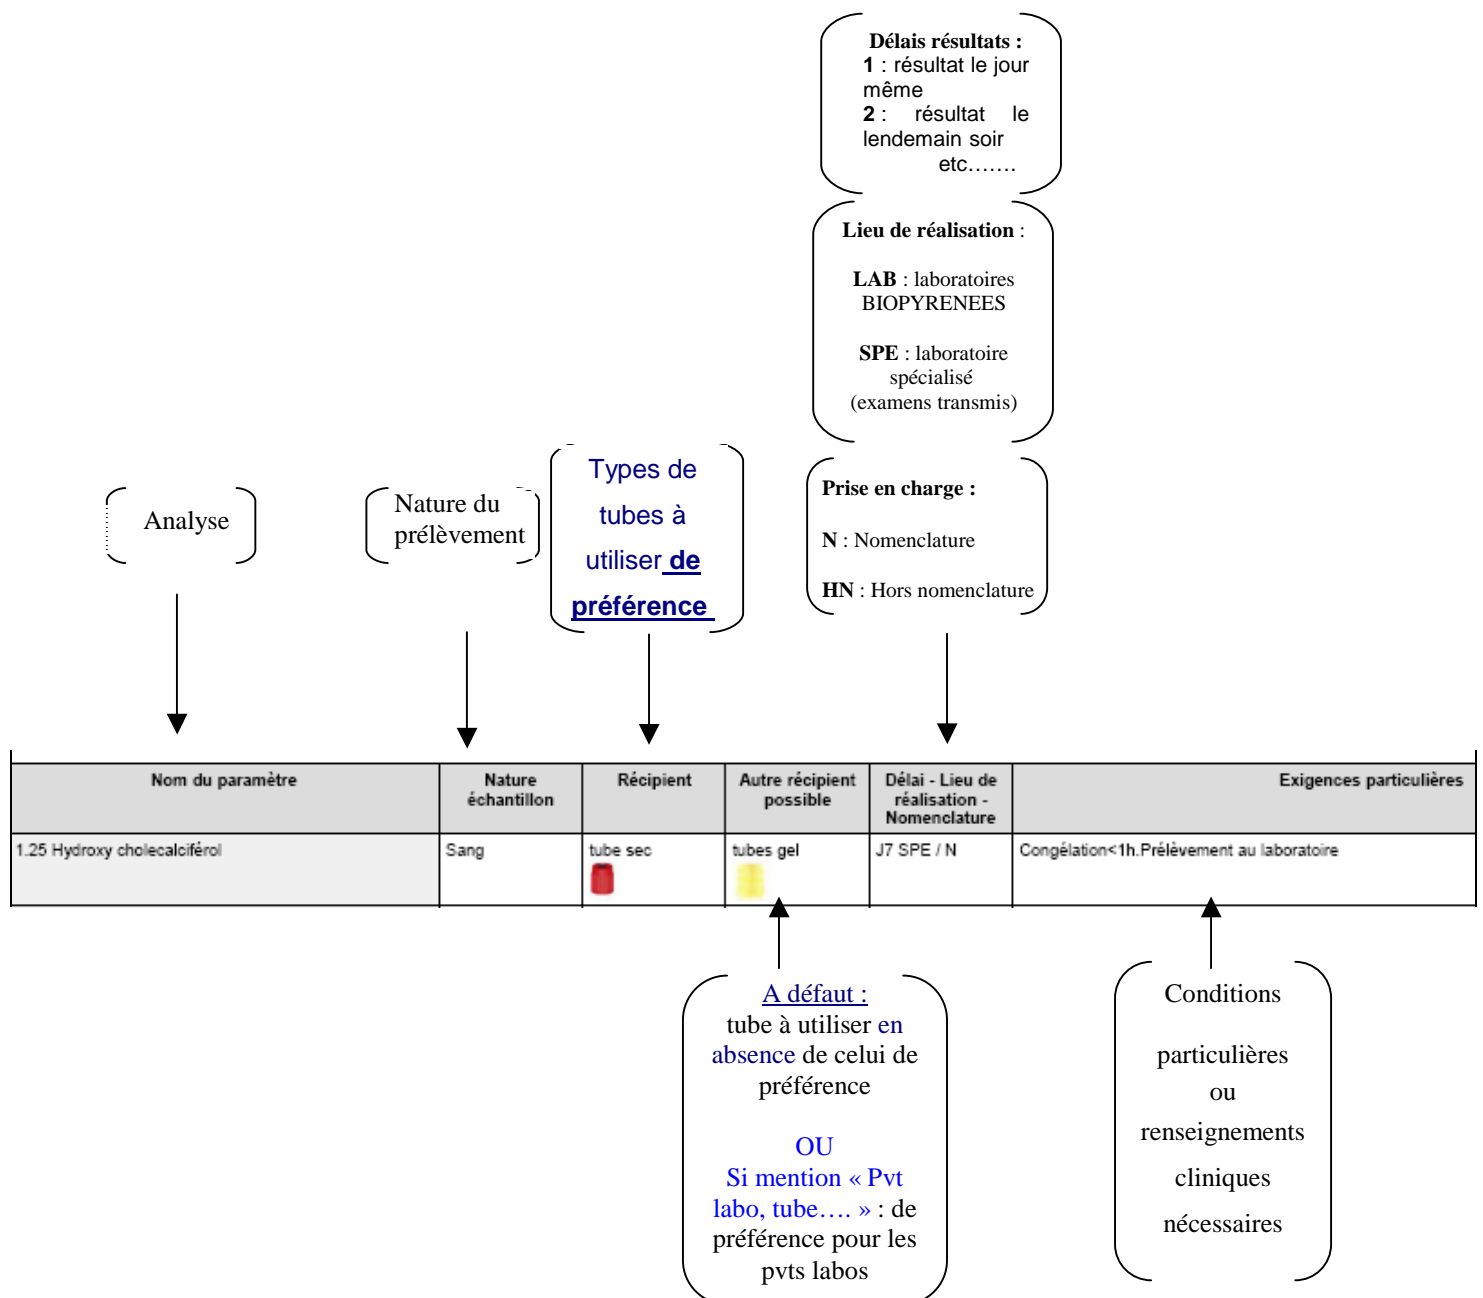 Délais résultats :
1 : résultat le jour
même
2 : résultat le
lendemain soir
etc.......
Lieu de réalisation :
LAB : laboratoires
BIOPYRENEES
SPE : laboratoire
spécialisé
(examens transmis)
Prise en charge :
N : Nomenclature
HN : Hors nomenclature
Types de
tubes à
utiliser de
préférence
Nature du
prélèvement
Analyse
Nom du paramètre
Nature
échantillon
Récipient
Autre récipient
possible
Délai - Lieu de
réalisation -
Nomenclature
Exigences particulières
1.25 Hydroxy cholecalciférol
Sang
tube sec
tubes gel
J7 SPE / N
Congélation<1h.Prélèvement au laboratoire
A défaut :
tube à utiliser en
absence de celui de
préférence
OU
Si mention « Pvt
labo, tube.... » : de
préférence pour les
pvts labos
Conditions
particulières
ou
renseignements
cliniques
nécessaires